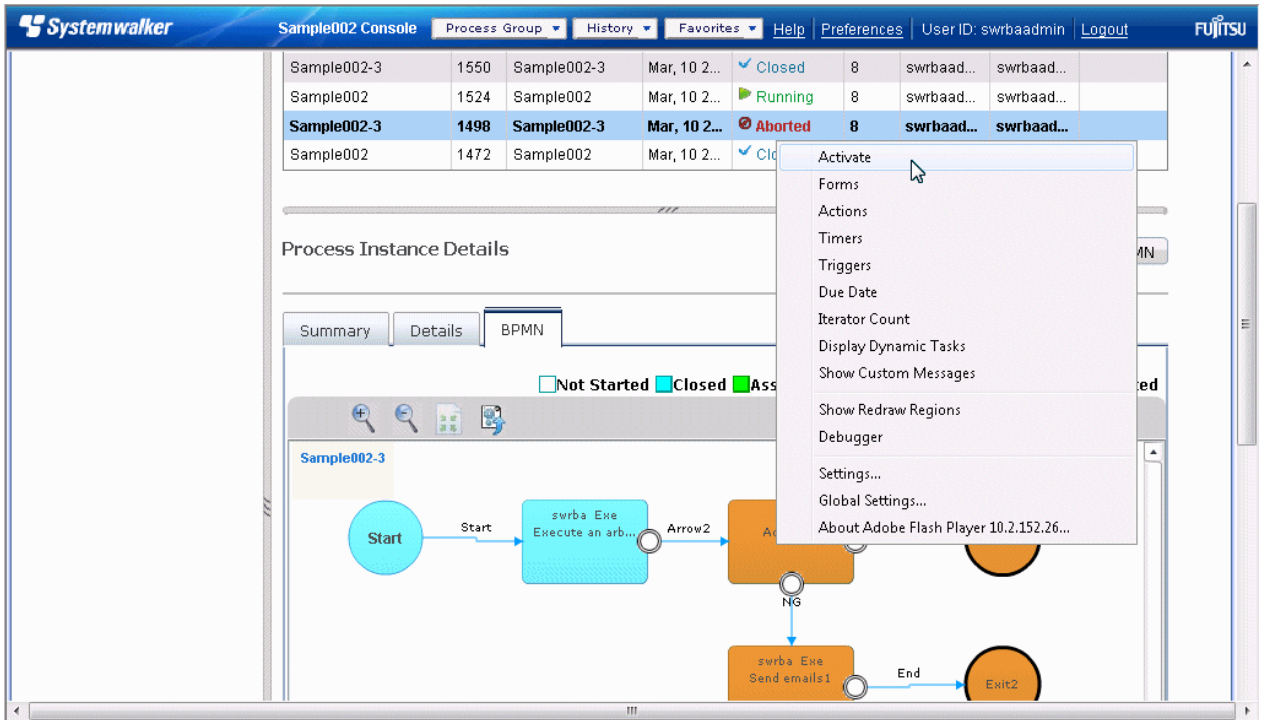 Systemwalker Sample002 Console Process Group History Favorites Help Preferences User ID: swrbaadmin Logout FUJITSU
Sample002-3 1550 Sample002-3 Mar, 10 2... Closed 8 swrbaad... swrbaad...
Sample002 1524 Sample002 Mar, 10 2... Running 8 swrbaad... swrbaad...
Sample002-3 1498 Sample002-3 Mar, 10 2... Aborted 8 swrbaad... swrbaad...
Sample002 1472 Sample002 Mar, 10 2...
Activate
Forms
Actions
Timers
Triggers
Due Date
Iterator Count
Display Dynamic Tasks
Show Custom Messages
Show Redraw Regions
Debugger
Settings...
Global Settings...
About Adobe Flash Player 10.2.152.26...
Process Instance Details
Summary Details BPMN
Not Started Closed
Sample002-3
Start
Start
swrba Exe
Execute an arb...
Arrow2
NG
swrba Exe
Send emails1
End
Exit2